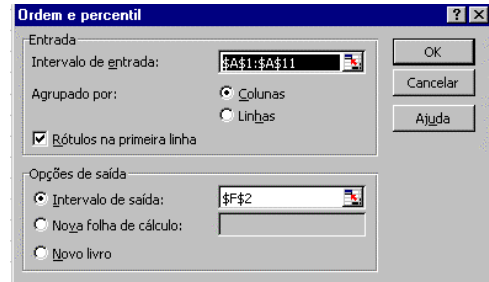 Ordem e percentil
Entrada
Intervalo de entrada: $A$1:$A$11
Agrupado por: Colunas
Linhas
Rótulos na primeira linha
Opções de saída
Intervalo de saída: $F$2
Nova folha de cálculo:
Novo livro
OK
Cancelar
Ajuda